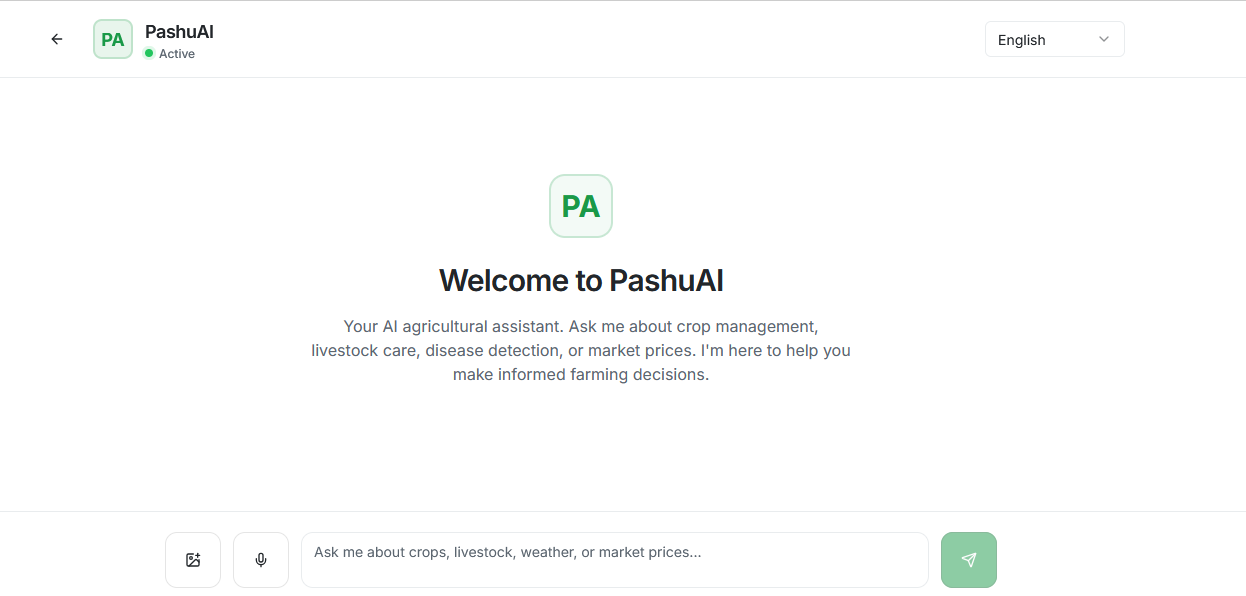 PA
PashuAI
Active
English
PA
Welcome to PashuAI
Your AI agricultural assistant. Ask me about crop management,
livestock care, disease detection, or market prices. I'm here to help you
make informed farming decisions.
Ask me about crops, livestock, weather, or market prices...